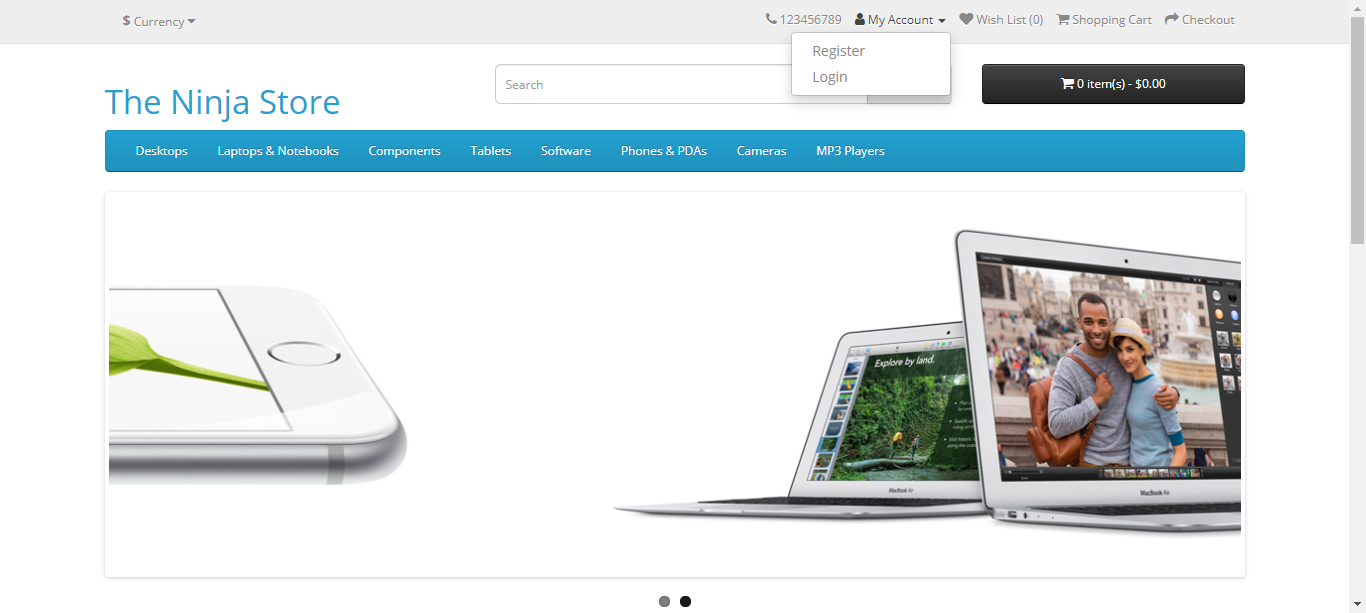 $ Currency
123456789 My Account Wish List (0) Shopping Cart Checkout
Register
Login
The Ninja Store
Search
0 item(s) - $0.00
Desktops Laptops & Notebooks Components Tablets Software Phones & PDAs Cameras MP3 Players
Explore by land.
MacBook Air
MacBook Air